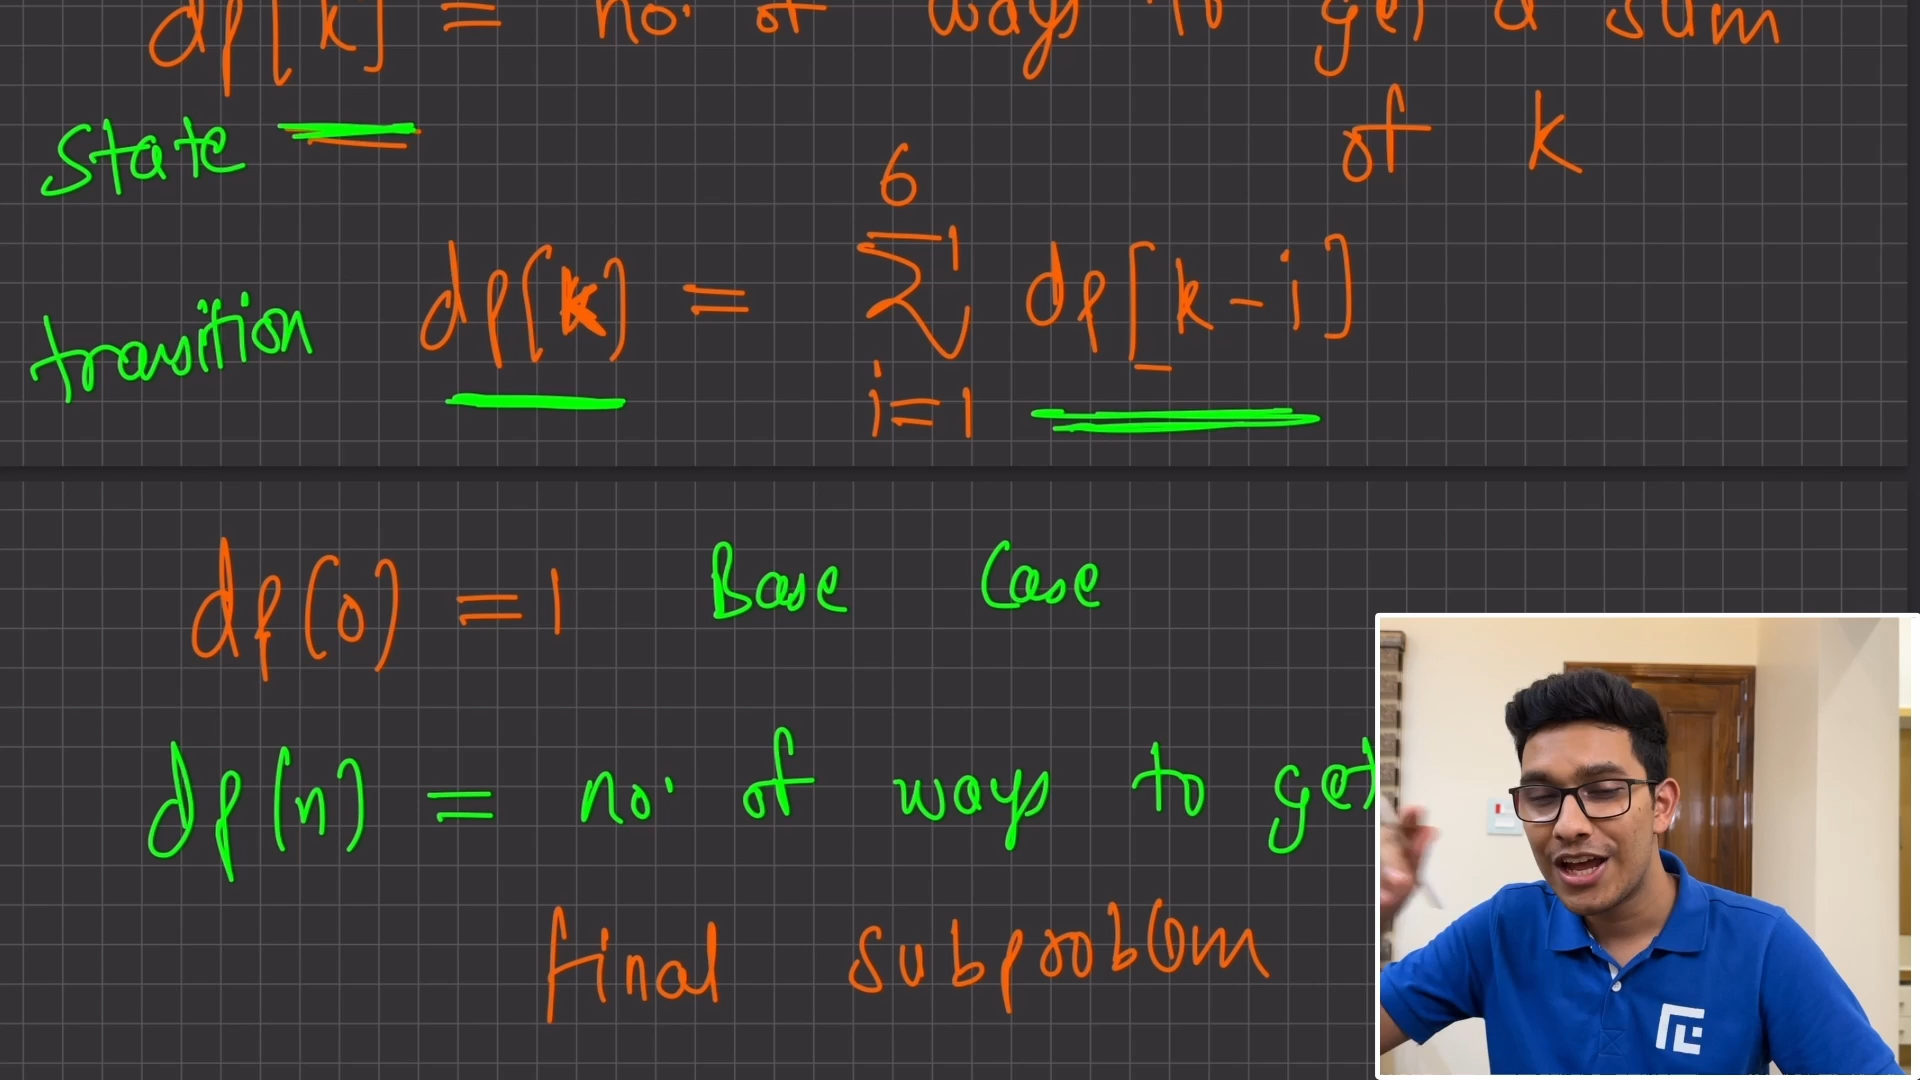 dp[k] = no. of ways to get a sum
of k
State
6
transition dp[k] = ∑ dp[k-i]
i=1
dp(0) = 1 Base Case
dp(n) = no. of ways to get
final subproblem